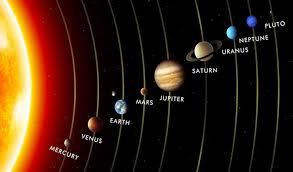 MERCURY
VENUS
EARTH
MARS
JUPITER
SATURN
URANUS
NEPTUNE
PLUTO